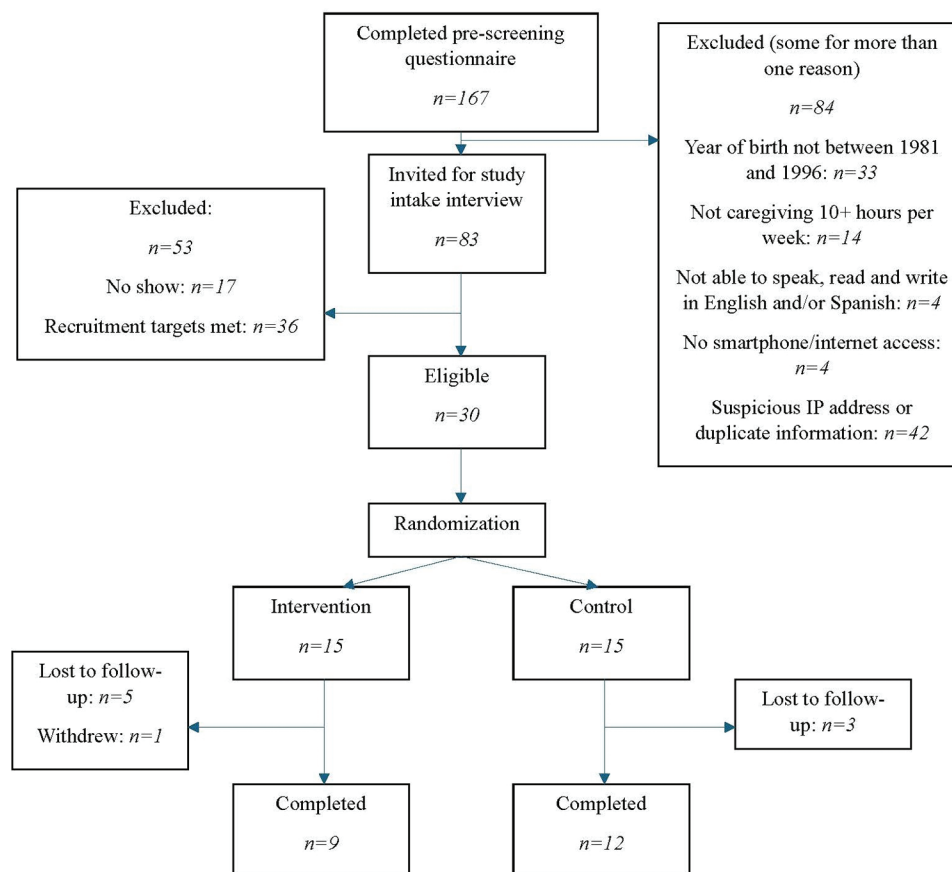 Completed pre-screening
questionnaire
n=167
Excluded (some for more than
one reason)
n=84
Year of birth not between 1981
and 1996: n=33
Not caregiving 10+ hours per
week: n=14
Not able to speak, read and write
in English and/or Spanish: n=4
No smartphone/internet access:
n=4
Suspicious IP address or
duplicate information: n=42
Invited for study
intake interview
n=83
Excluded:
n=53
No show: n=17
Recruitment targets met: n=36
Eligible
n=30
Randomization
Intervention
n=15
Control
n=15
Lost to follow-
up: n=5
Withdrew: n=1
Lost to follow-
up: n=3
Completed
n=9
Completed
n=12